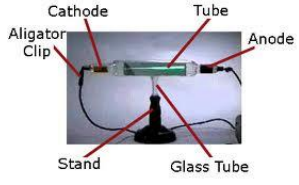 Cathode
Tube
Aligator
Clip
Anode
Stand
Glass Tube